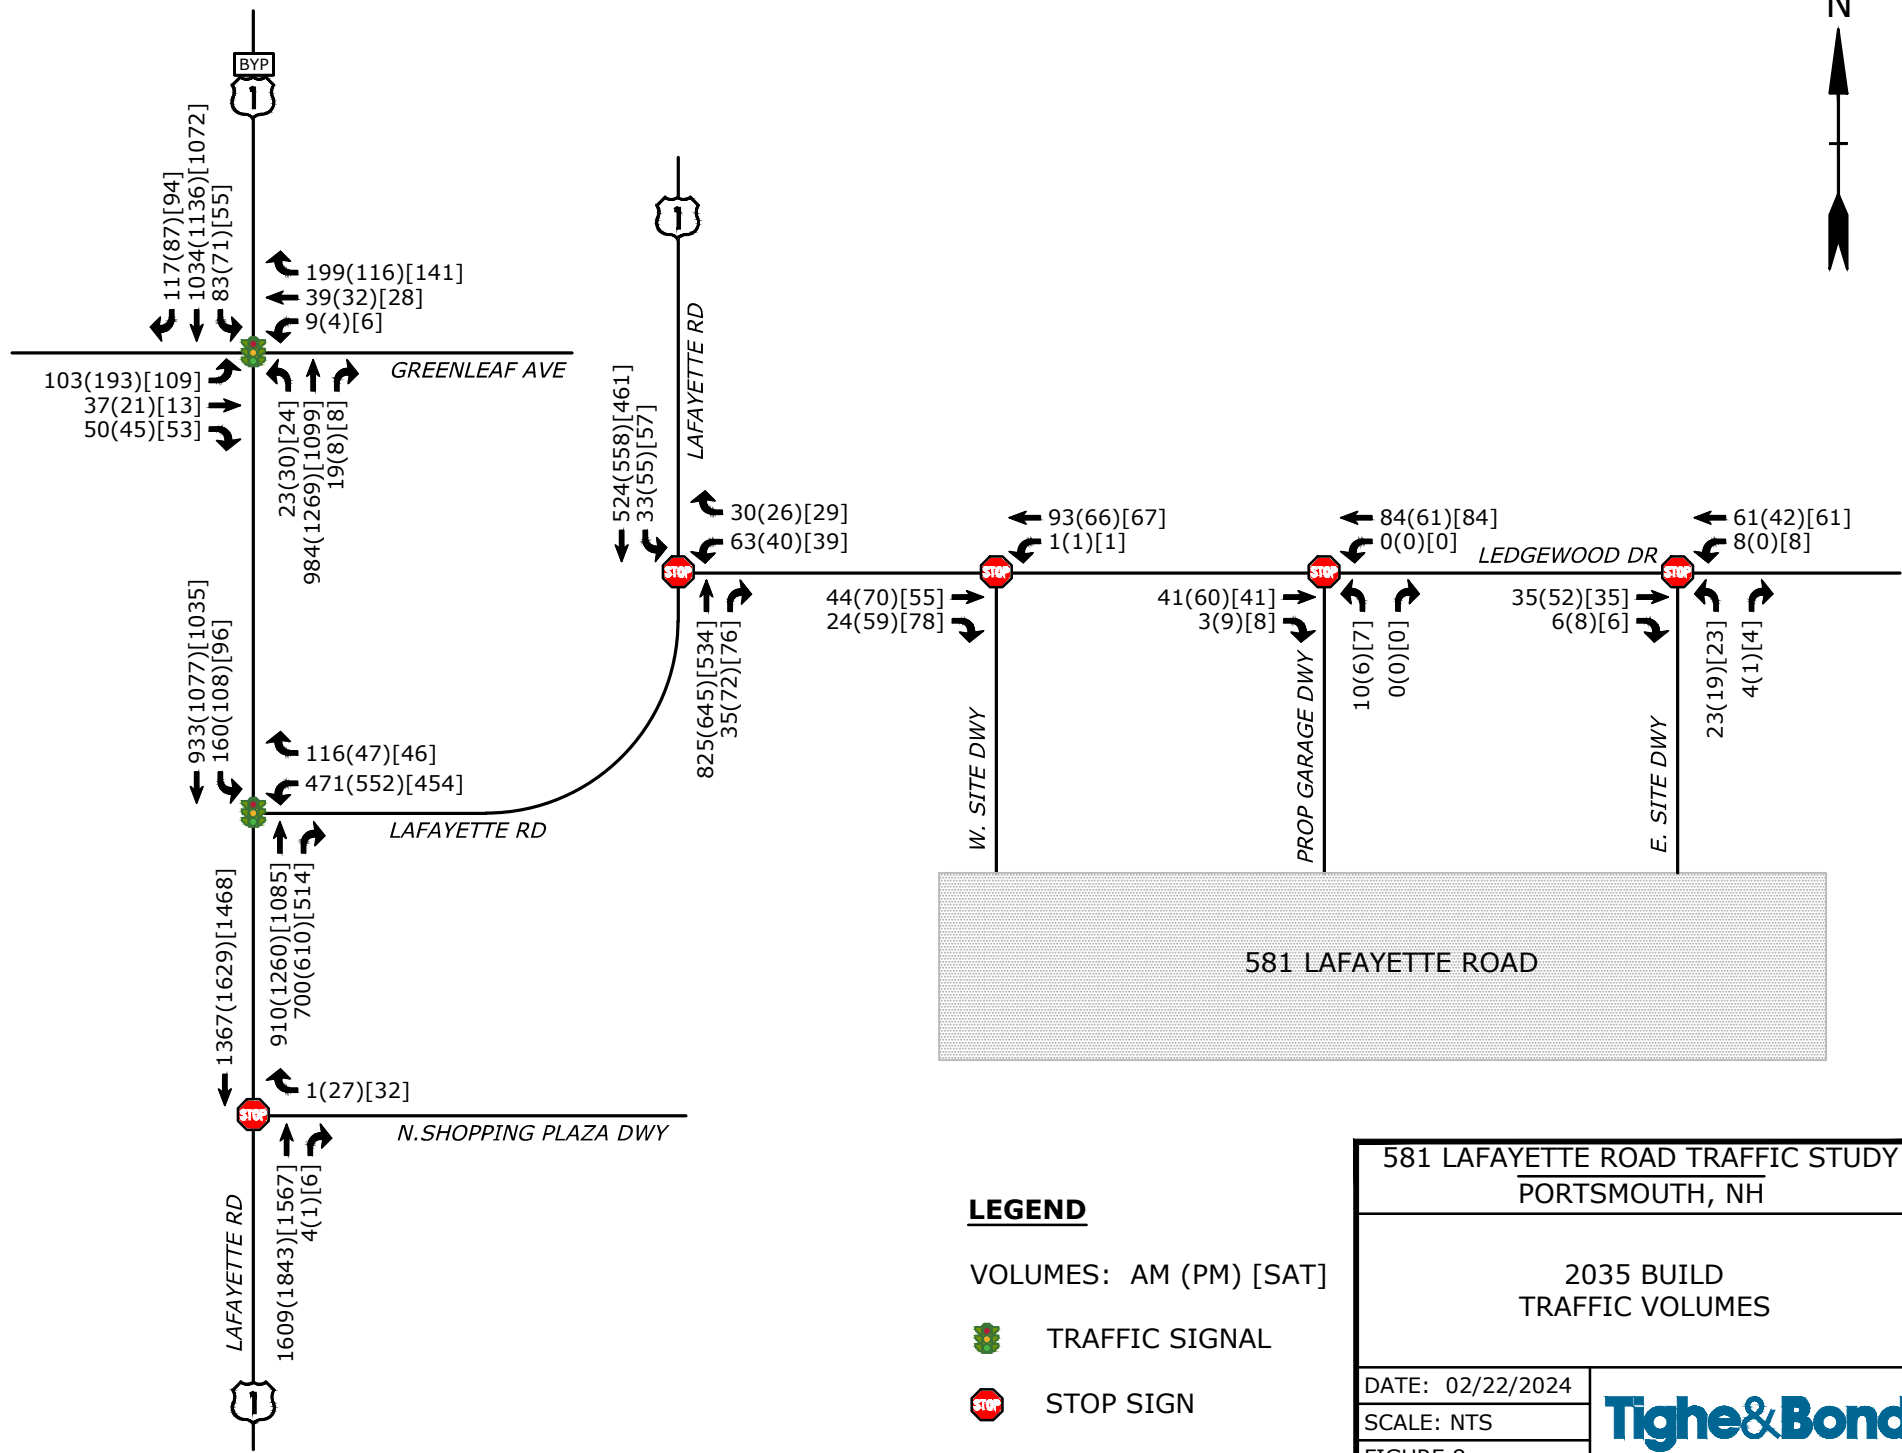 N
BYP
1
117(87)[94]
1034(1136)[1072]
83(71)[55]
199(116)[141]
39(32)[28]
9(4)[6]
GREENLEAF AVE
103(193)[109]
37(21)[13]
50(45)[53]
23(30)[24]
984(1269)[1099]
19(8)[8]
1
LAFAYETTE RD
524(558)[461]
33(55)[57]
30(26)[29]
63(40)[39]
STOP
825(645)[534]
35(72)[76]
93(66)[67]
1(1)[1]
STOP
44(70)[55]
24(59)[78]
W. SITE DWY
84(61)[84]
0(0)[0]
STOP
41(60)[41]
3(9)[8]
10(6)[7]
0(0)[0]
PROP GARAGE DWY
LEDGEWOOD DR
61(42)[61]
8(0)[8]
STOP
35(52)[35]
6(8)[6]
23(19)[23]
4(1)[4]
E. SITE DWY
581 LAFAYETTE ROAD
933(1077)[1035]
160(108)[96]
116(47)[46]
471(552)[454]
LAFAYETTE RD
910(1260)[1085]
700(610)[514]
1367(1629)[1468]
1(27)[32]
STOP
N.SHOPPING PLAZA DWY
1609(1843)[1567]
4(1)[6]
LAFAYETTE RD
1
LEGEND
VOLUMES: AM (PM) [SAT]
TRAFFIC SIGNAL
STOP
STOP SIGN
581 LAFAYETTE ROAD TRAFFIC STUDY
PORTSMOUTH, NH
2035 BUILD
TRAFFIC VOLUMES
DATE: 02/22/2024
SCALE: NTS
Tighe&Bond